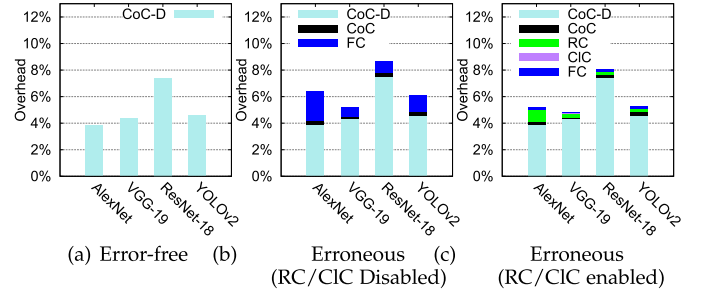 CoC-D
12%
10%
8%
6%
4%
2%
0%
Overhead
AlexNet
VGG-19
ResNet-18
YOLOv2
(a) Error-free
CoC-D
CoC
FC
12%
10%
8%
6%
4%
2%
0%
Overhead
AlexNet
VGG-19
ResNet-18
YOLOv2
(b) Erroneous
(RC/ClC Disabled)
CoC-D
CoC
RC
ClC
FC
12%
10%
8%
6%
4%
2%
0%
Overhead
AlexNet
VGG-19
ResNet-18
YOLOv2
(c) Erroneous
(RC/ClC enabled)